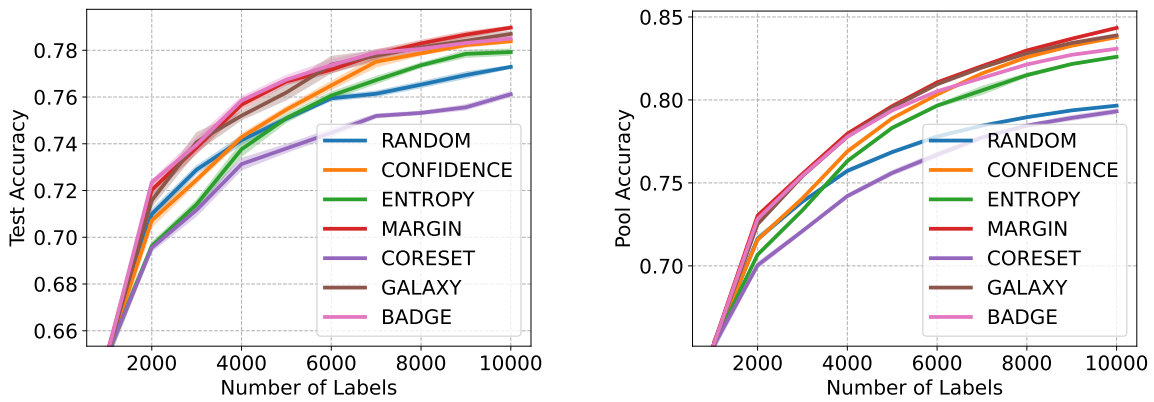 Test Accuracy
0.78
0.76
0.74
0.72
0.70
0.68
0.66
2000 4000 6000 8000 10000
Number of Labels
RANDOM
CONFIDENCE
ENTROPY
MARGIN
CORESET
GALAXY
BADGE
Pool Accuracy
0.85
0.80
0.75
0.70
2000 4000 6000 8000 10000
Number of Labels
RANDOM
CONFIDENCE
ENTROPY
MARGIN
CORESET
GALAXY
BADGE